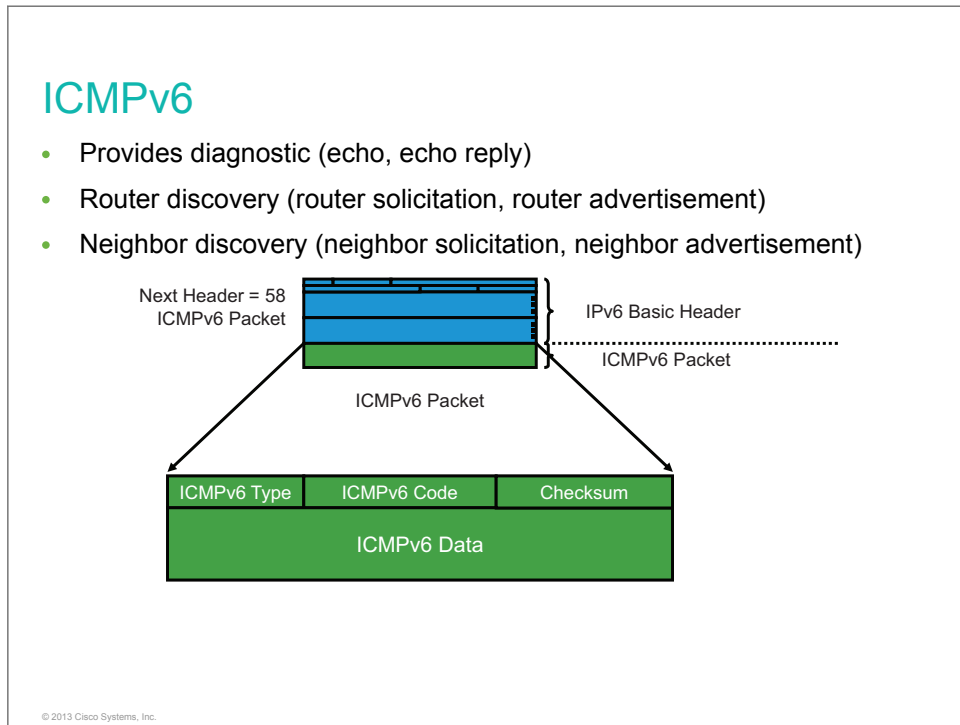 ICMPv6
• Provides diagnostic (echo, echo reply)
• Router discovery (router solicitation, router advertisement)
• Neighbor discovery (neighbor solicitation, neighbor advertisement)
Next Header = 58
ICMPv6 Packet
IPv6 Basic Header
ICMPv6 Packet
ICMPv6 Packet
ICMPv6 Type
ICMPv6 Code
Checksum
ICMPv6 Data
© 2013 Cisco Systems, Inc.